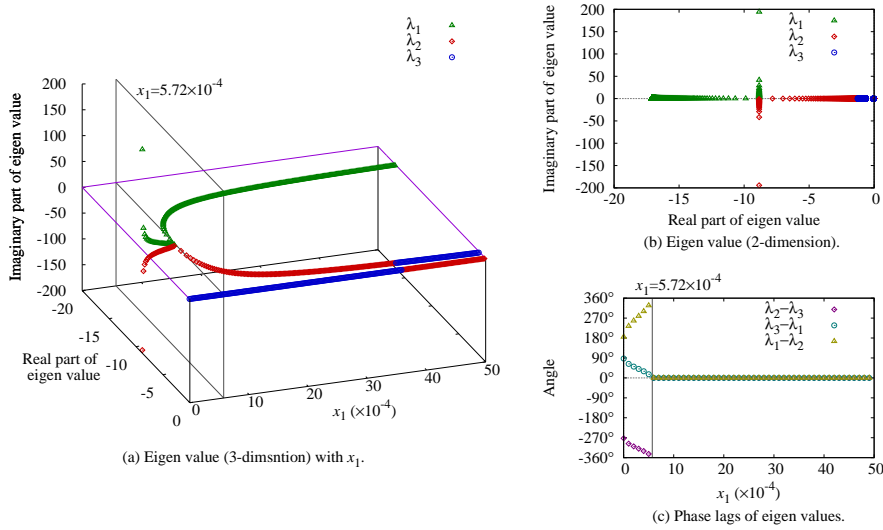 λ1
λ2
λ3
x1=5.72×10-4
200
150
100
50
0
-50
-100
-150
-200
Imaginary part of eigen value
-20
-15
-10
-5
0
Real part of
eigen value
0
10
20
30
40
50
x1 (×10-4)
(a) Eigen value (3-dimsntion) with x1.
λ1
λ2
λ3
200
150
100
50
0
-50
-100
-150
-200
Imaginary part of eigen value
-20
-15
-10
-5
0
Real part of eigen value
(b) Eigen value (2-dimension).
x1=5.72×10-4
λ2−λ3
λ3−λ1
λ1−λ2
360°
270°
180°
90°
0°
-90°
-180°
-270°
-360°
Angle
0
10
20
30
40
50
x1 (×10-4)
(c) Phase lags of eigen values.